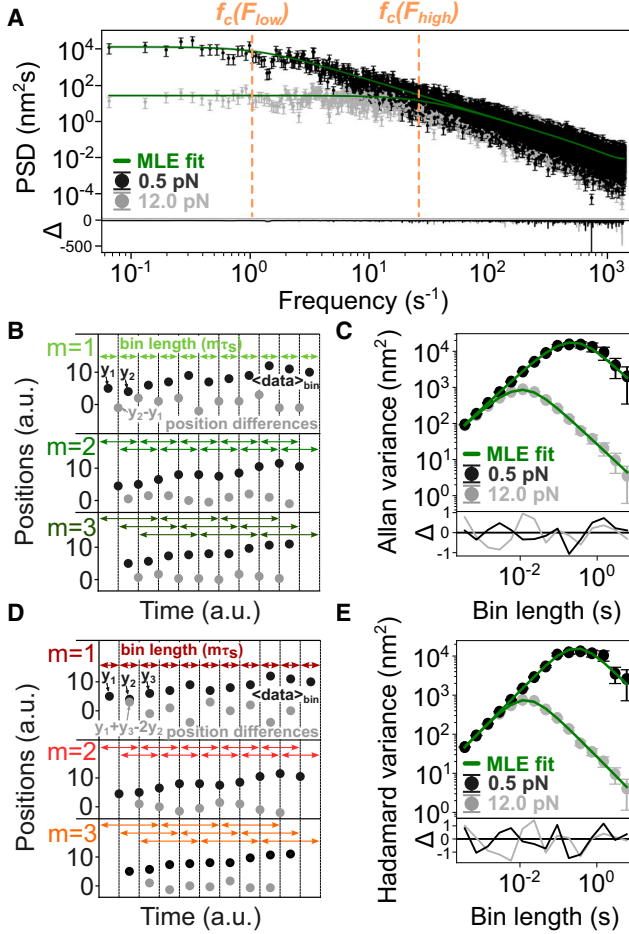 f_c(F_low) f_c(F_high)
A
PSD (nm²s)
10⁴
10²
10⁰
10⁻²
10⁻⁴
MLE fit
0.5 pN
12.0 pN
Δ
0
-500
10⁻¹ 10⁰ 10¹ 10² 10³
Frequency (s⁻¹)
B
m=1
bin length (mτs)
y₁ y₂
<data>bin
y₂-y₁ position differences
10
0
m=2
10
0
m=3
10
0
Positions (a.u.)
Time (a.u.)
C
Allan variance (nm²)
10⁴
10³
10²
10¹
10⁰
MLE fit
0.5 pN
12.0 pN
Δ
1
0
-1
10⁻² 10⁰
Bin length (s)
D
m=1
bin length (mτs)
y₁ y₂ y₃
<data>bin
y₁+y₃-2y₂ position differences
10
0
m=2
10
0
m=3
10
0
Positions (a.u.)
Time (a.u.)
E
Hadamard variance (nm²)
10⁴
10³
10²
10¹
10⁰
MLE fit
0.5 pN
12.0 pN
Δ
1
0
-1
10⁻² 10⁰
Bin length (s)